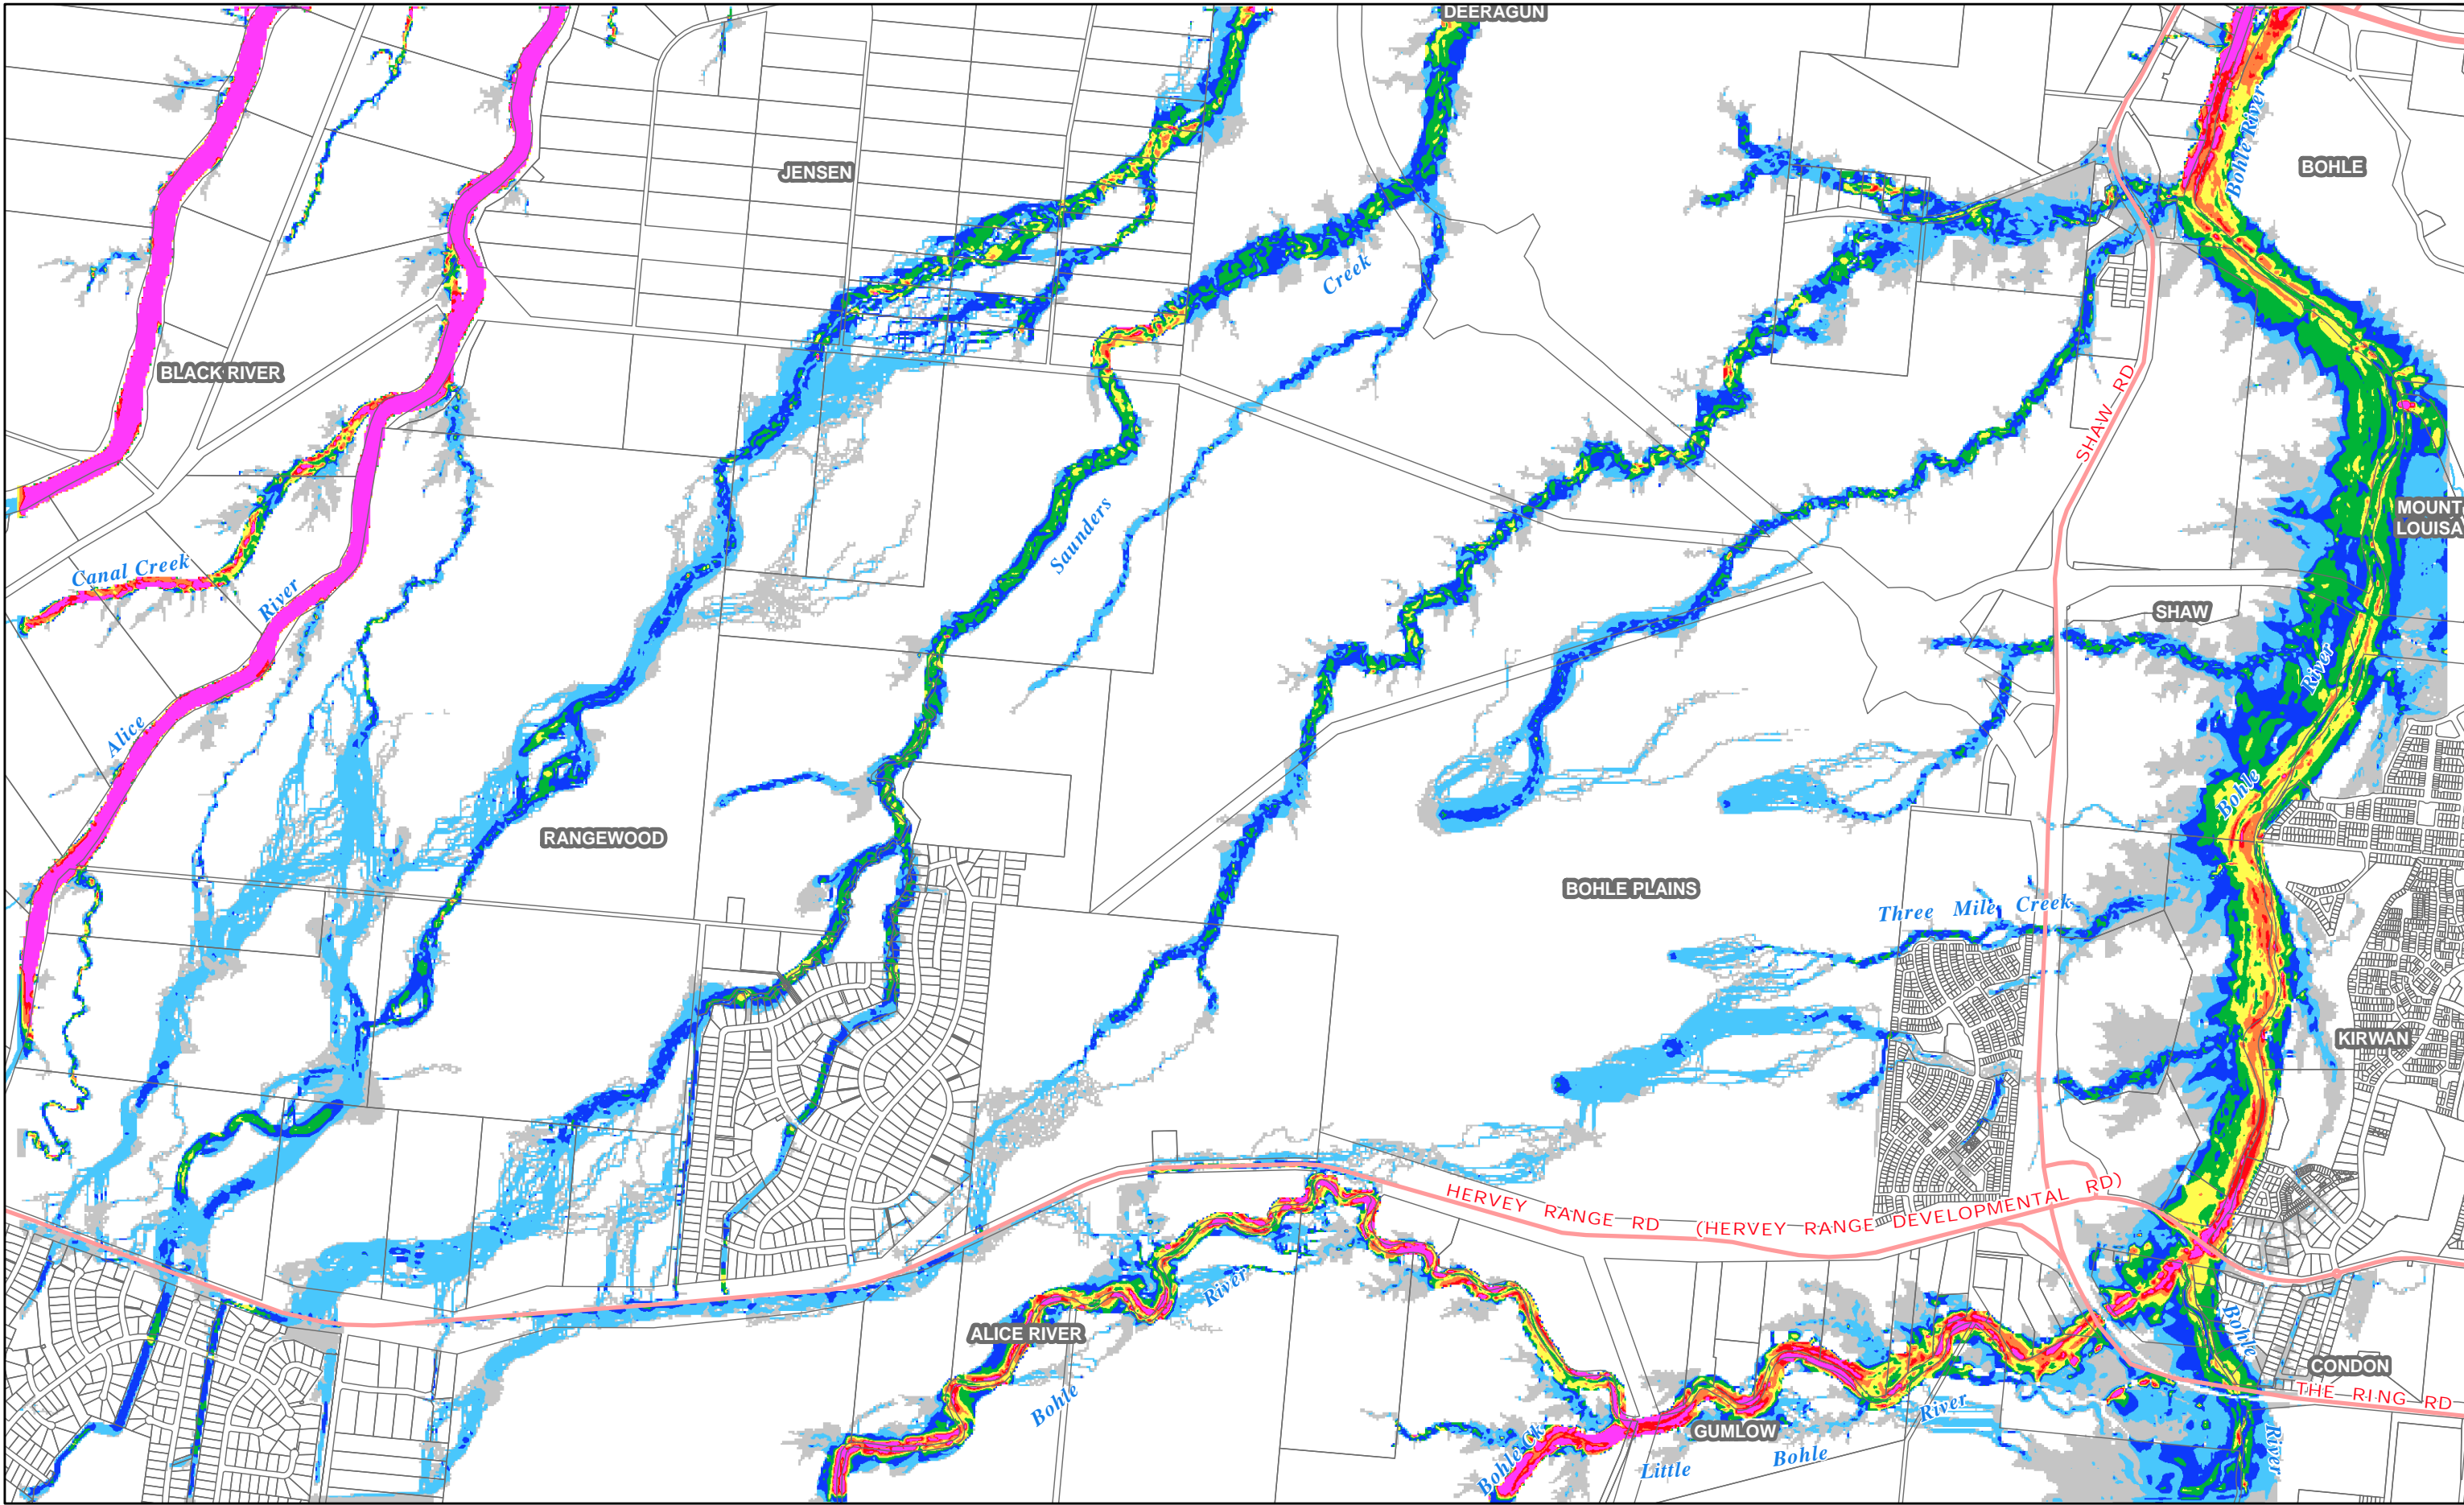 DEERAGUN
Bohle River
BOHLE
JENSEN
Creek
BLACK RIVER
SHAW RD
MOUNT
LOUISA
Saunders
Canal Creek
River
SHAW
River
Alice
Bohle
RANGEWOOD
BOHLE PLAINS
Three Mile Creek
KIRWAN
HERVEY RANGE RD (HERVEY RANGE DEVELOPMENTAL RD)
River
ALICE RIVER
Bohle
Bohle
CONDON
THE RING RD
River
GUMLOW
Bohle
Little
Bohle
River